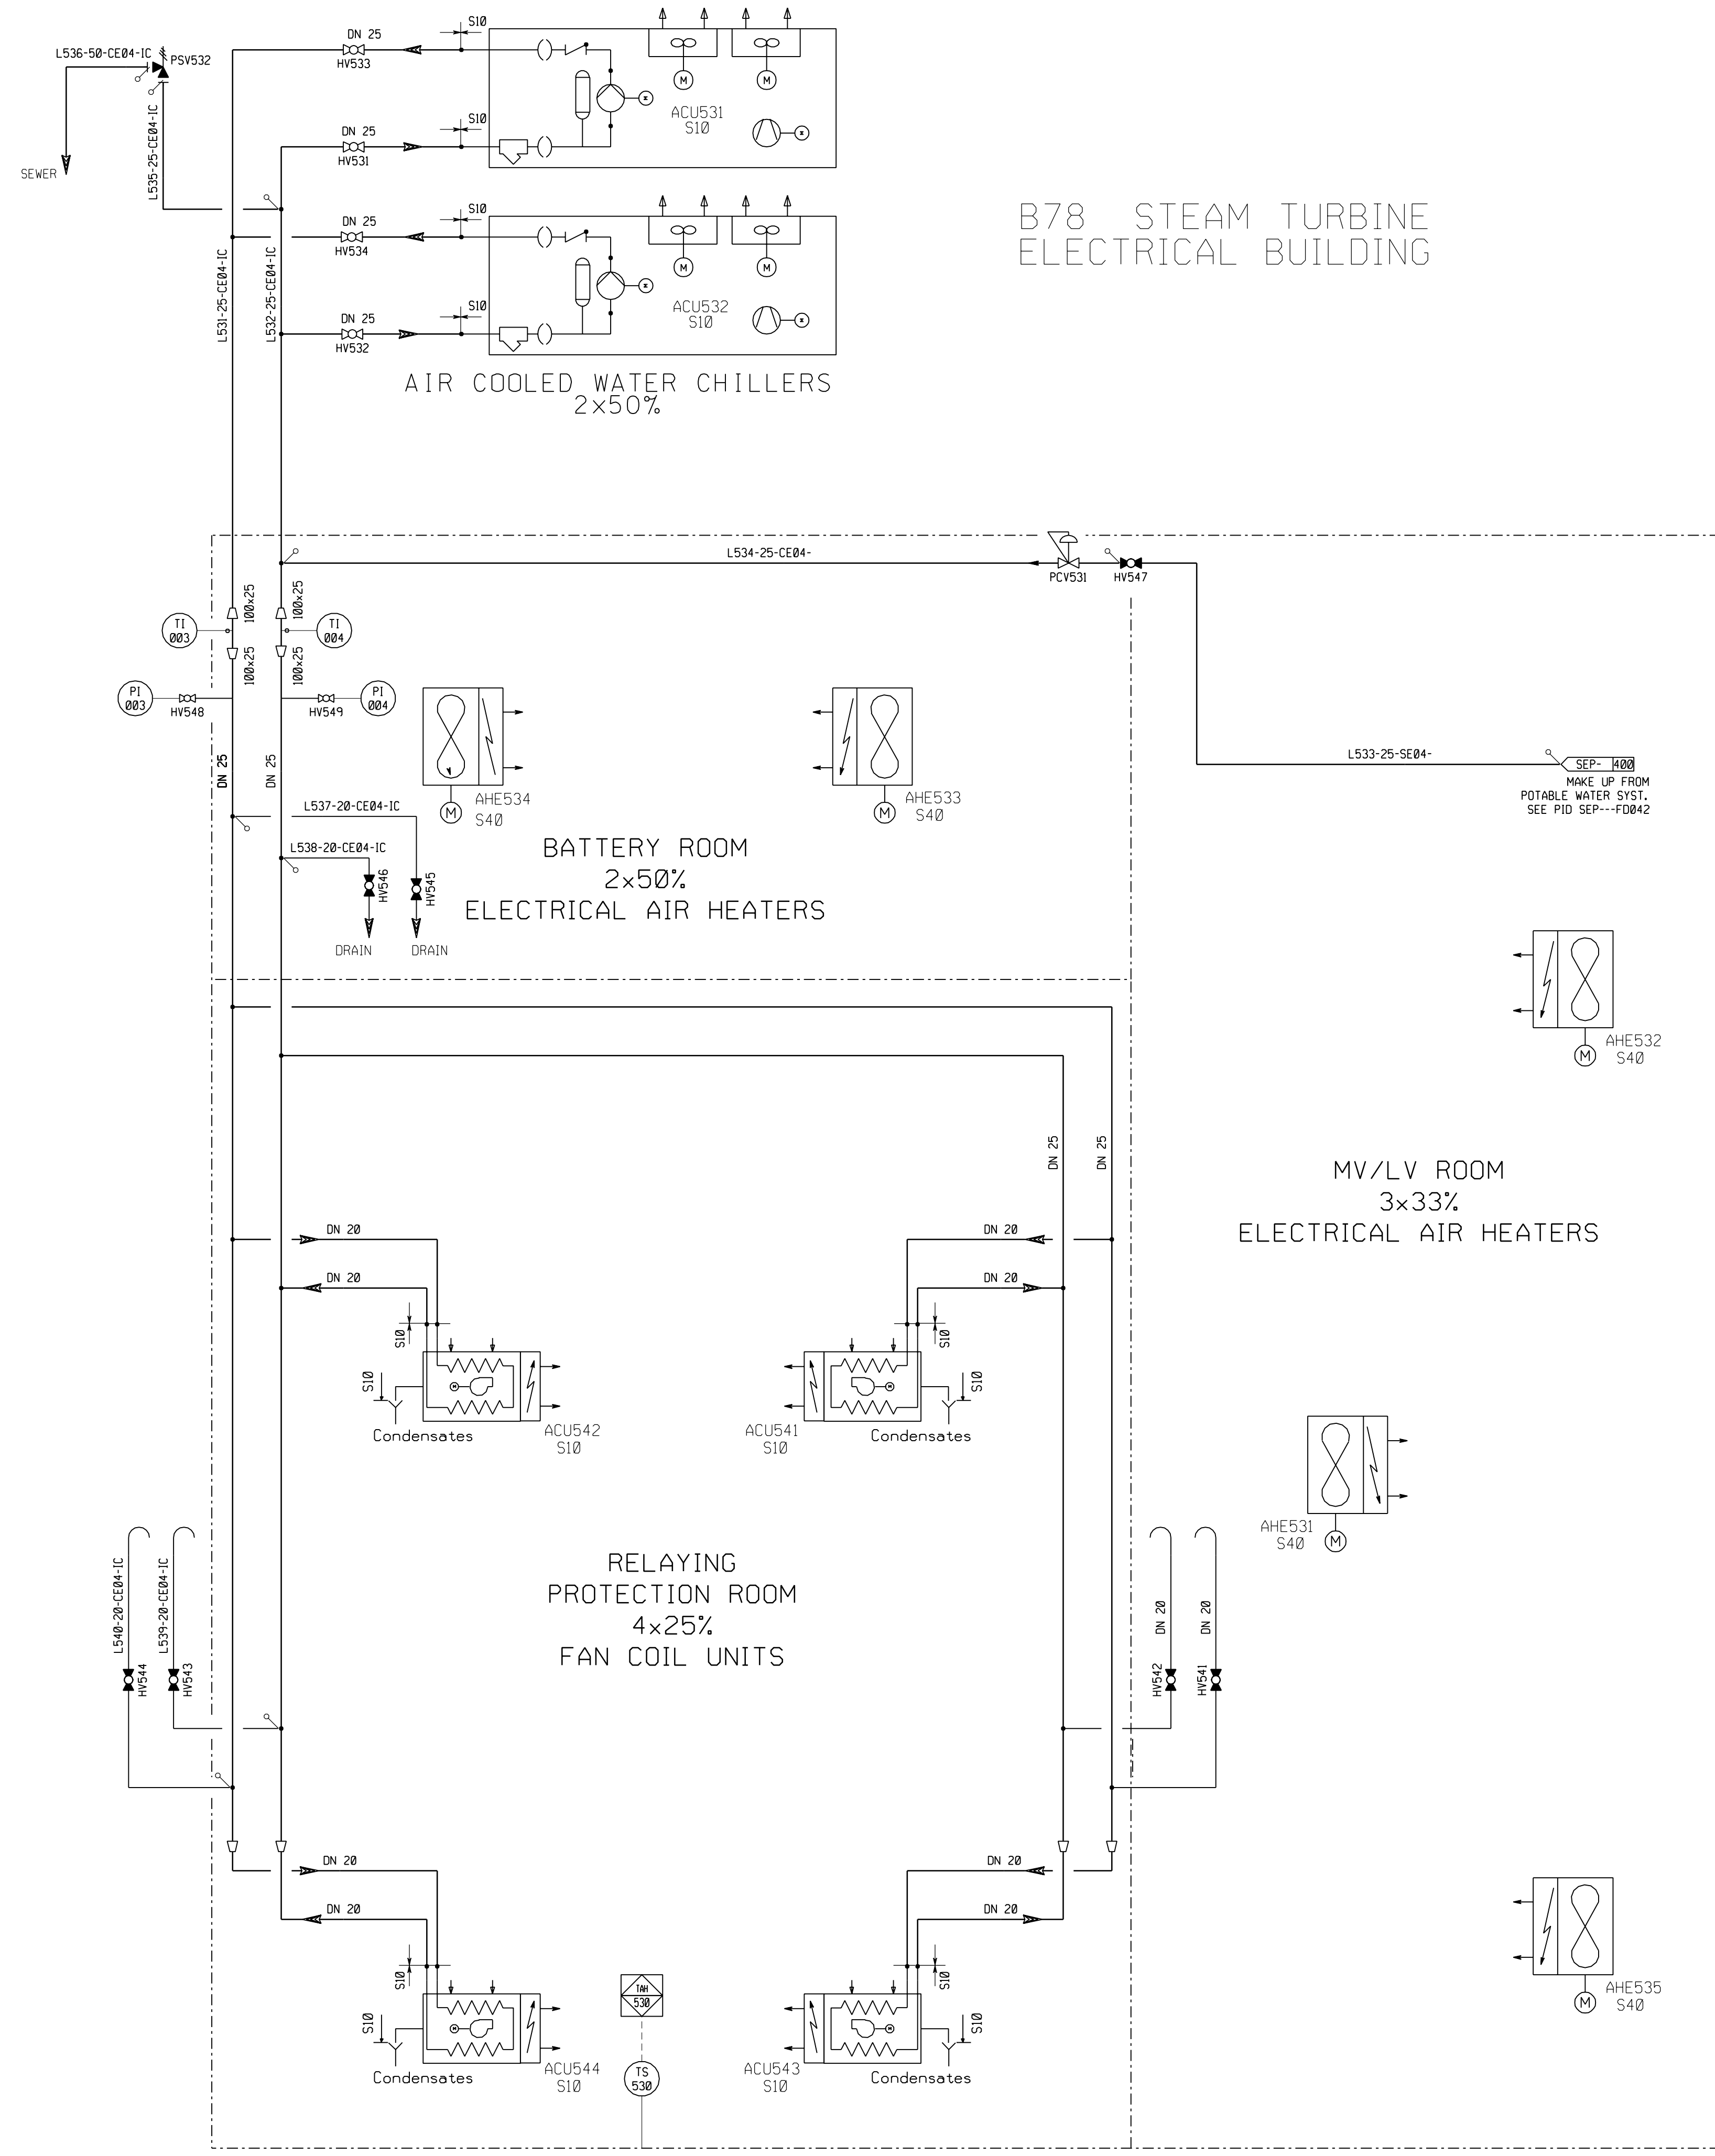 L536-50-CE04-IC
PSV532
L535-25-CE04-IC
SEWER
DN 25
HV533
S10
DN 25
HV531
S10
M
M
ACU531
S10
DN 25
HV534
S10
DN 25
HV532
S10
M
M
ACU532
S10
L531-25-CE04-IC
L532-25-CE04-IC
AIR COOLED WATER CHILLERS
2x50%
B78 STEAM TURBINE
ELECTRICAL BUILDING
L534-25-CE04-
PCV531
HV547
100x25
100x25
TI
003
TI
004
100x25
100x25
PI
003
HV548
HV549
PI
004
DN 25
DN 25
L533-25-SE04-
SEP- 400
MAKE UP FROM
POTABLE WATER SYST.
SEE PID SEP---FD042
M
AHE534
S40
M
AHE533
S40
L537-20-CE04-IC
L538-20-CE04-IC
HV546
HV545
DRAIN
DRAIN
BATTERY ROOM
2x50%
ELECTRICAL AIR HEATERS
M
AHE532
S40
DN 25
DN 25
MV/LV ROOM
3x33%
ELECTRICAL AIR HEATERS
DN 20
DN 20
DN 20
DN 20
S10
S10
S10
S10
Condensates
ACU542
S10
ACU541
S10
Condensates
AHE531
S40
M
L540-20-CE04-IC
L539-20-CE04-IC
HV544
HV543
RELAYING
PROTECTION ROOM
4x25%
FAN COIL UNITS
DN 20
DN 20
HV542
HV541
DN 20
DN 20
DN 20
DN 20
S10
S10
S10
S10
Condensates
ACU544
S10
TAH
530
TS
530
ACU543
S10
Condensates
M
AHE535
S40